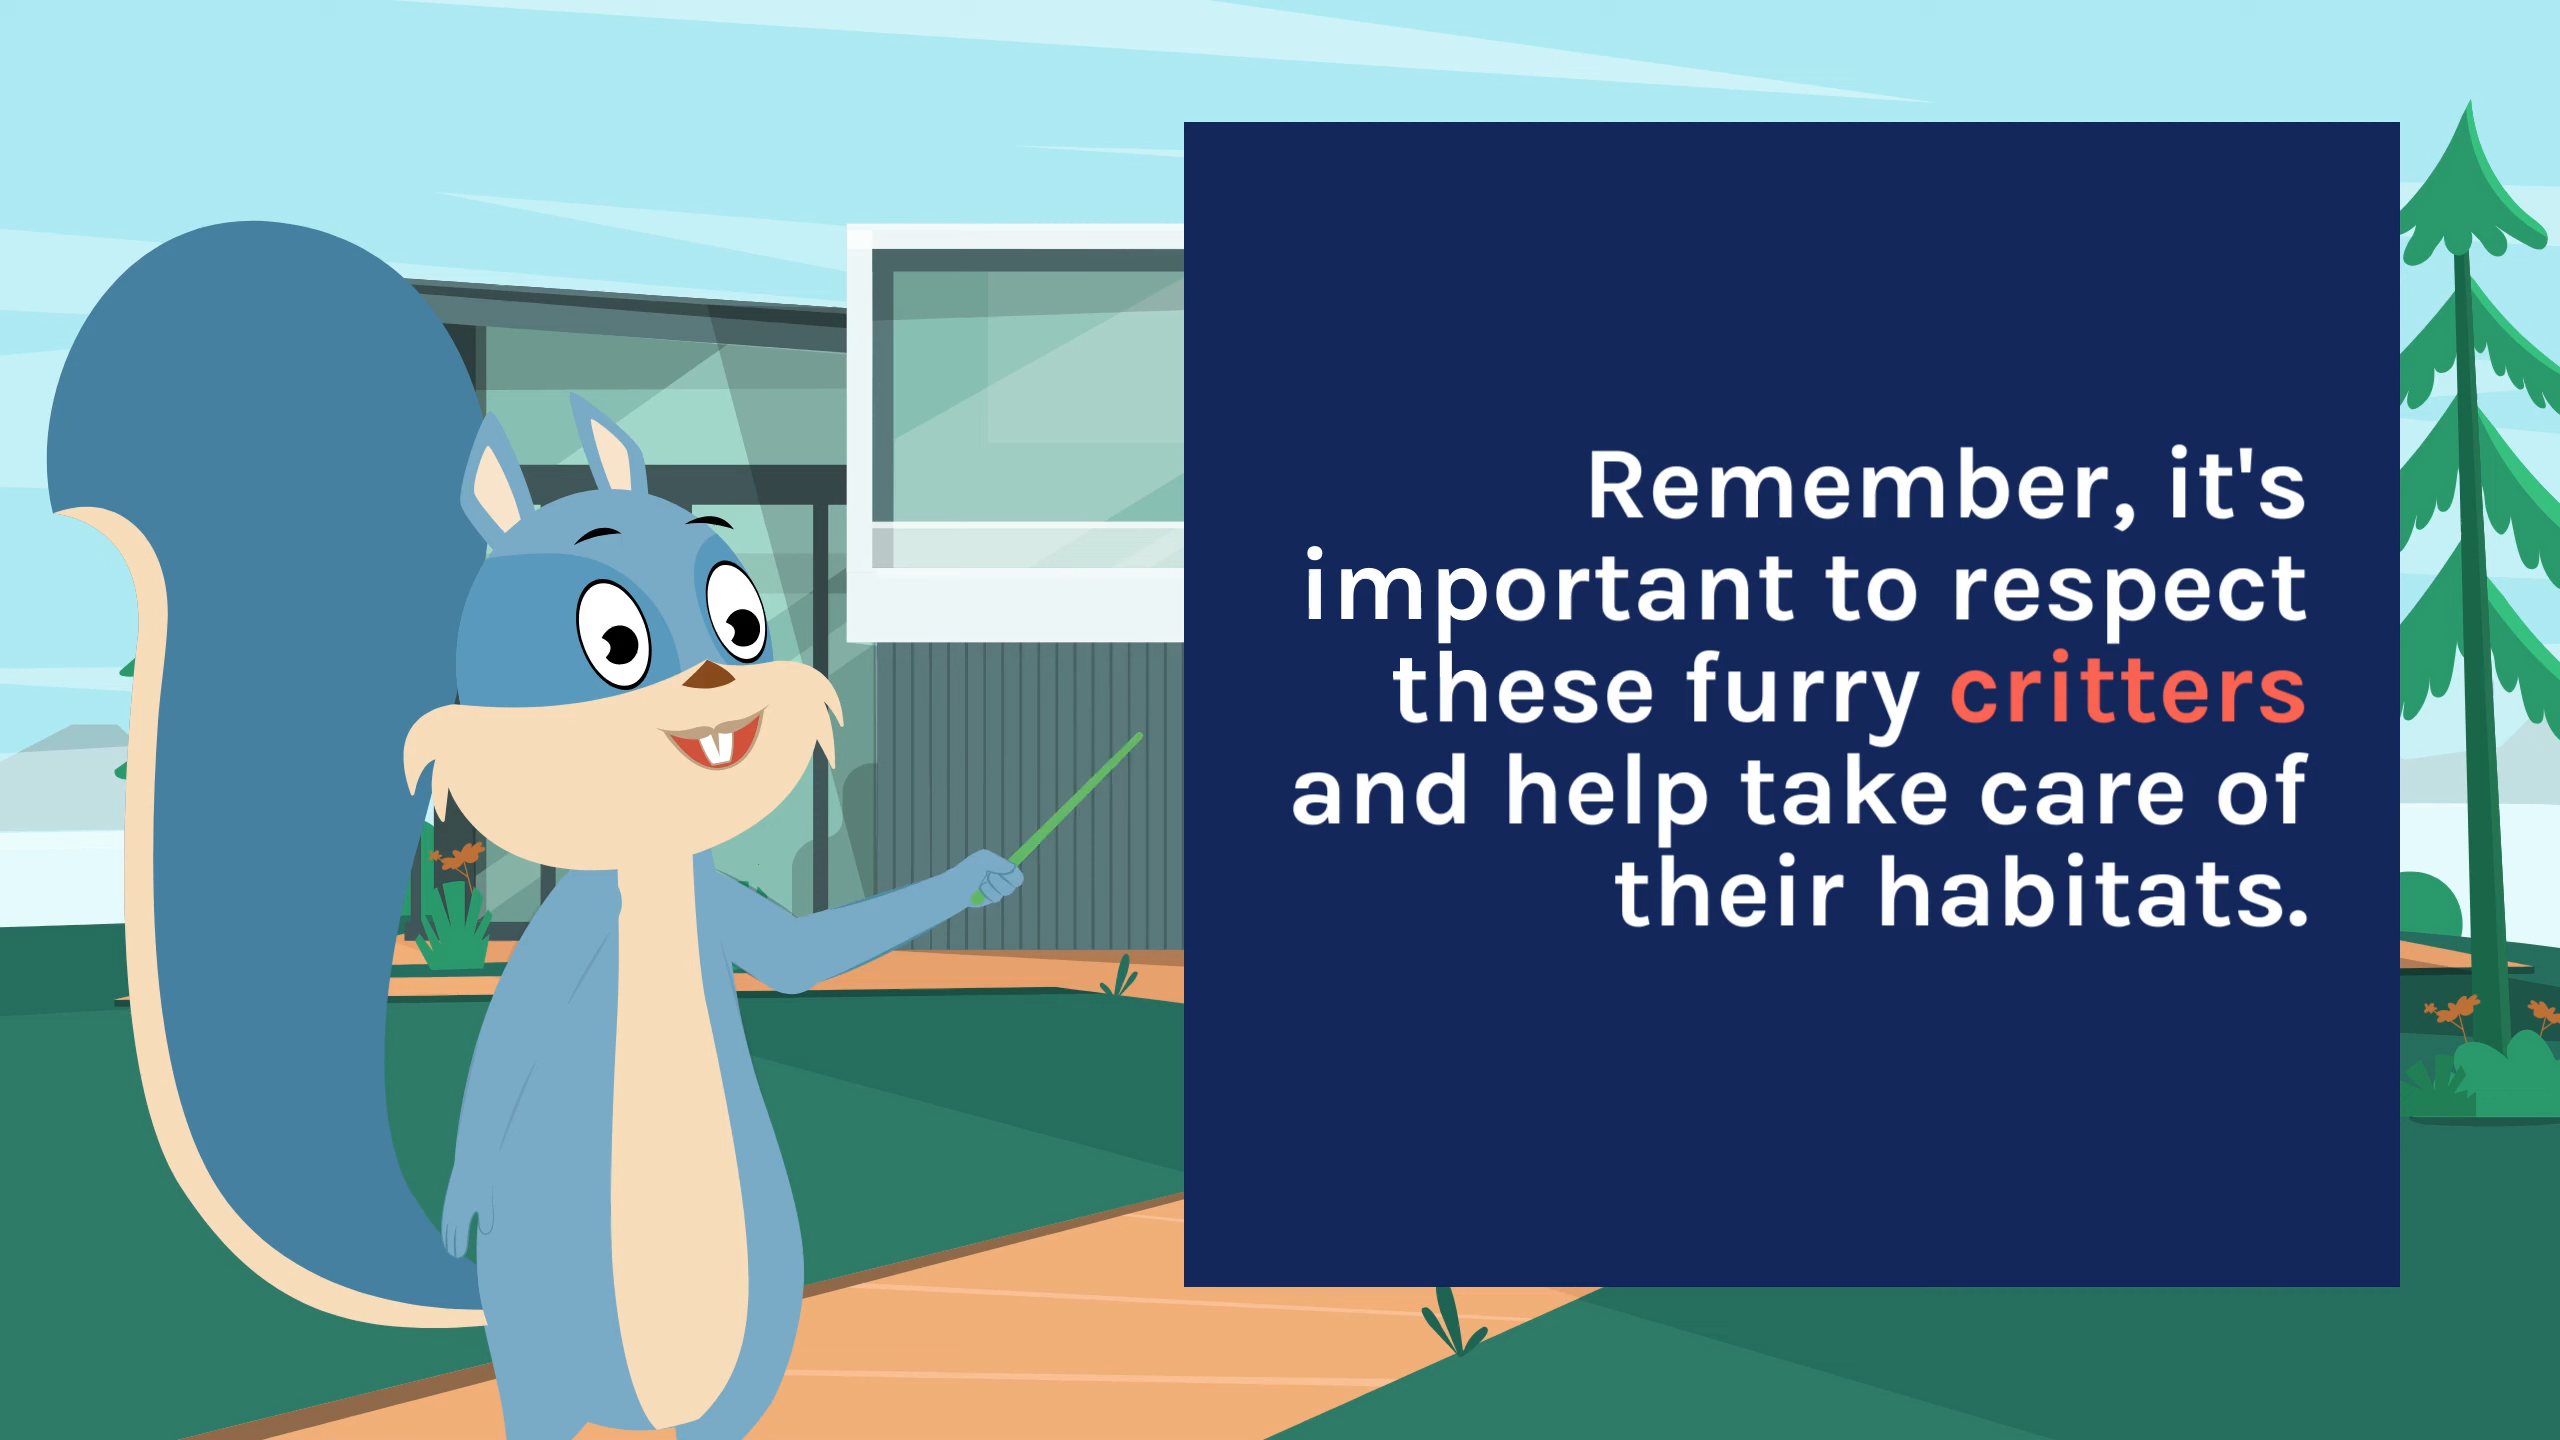 Remember, it's
important to respect
these furry critters
and help take care of
their habitats.